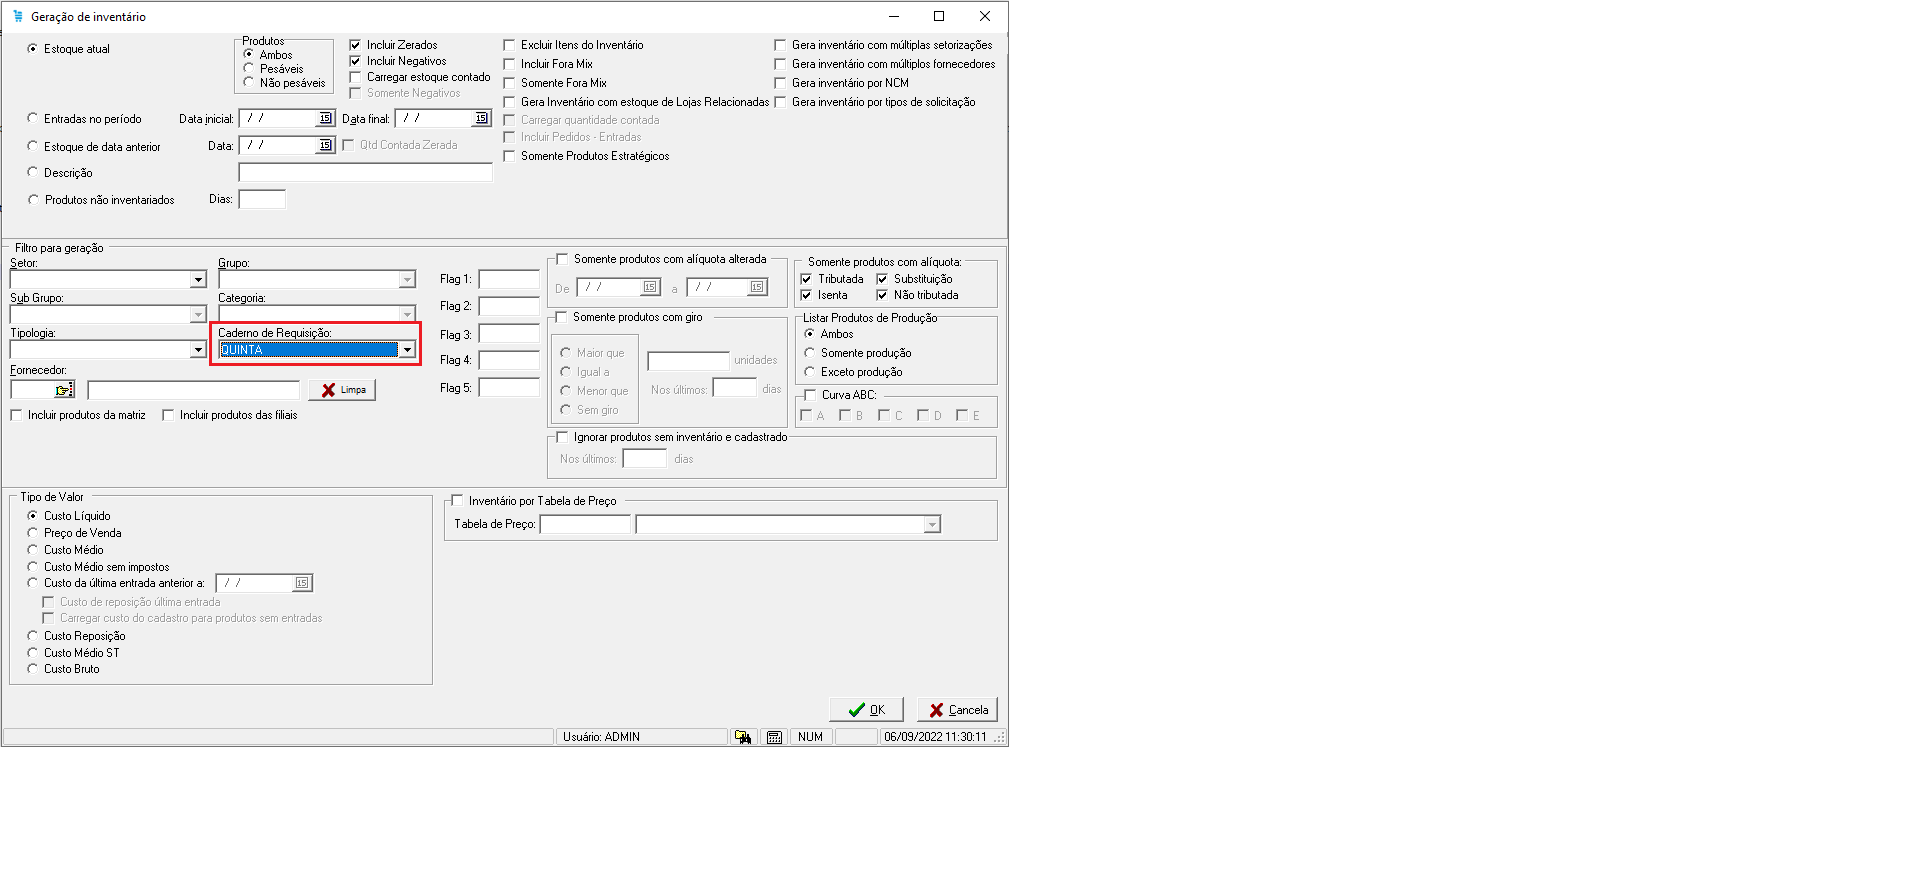 Geração de inventário
Estoque atual
Produtos
Ambos
Pesáveis
Não pesáveis
Incluir Zerados
Incluir Negativos
Carregar estoque contado
Somente Negativos
Excluir Itens do Inventário
Incluir Fora Mix
Somente Fora Mix
Gera Inventário com estoque de Lojas Relacionadas
Carregar quantidade contada
Incluir Pedidos - Entradas
Somente Produtos Estratégicos
Gera inventário com múltiplas setorizações
Gera inventário com múltiplos fornecedores
Gera inventário por NCM
Gera inventário por tipos de solicitação
Entradas no período
Data inicial: / / 15
Data final: / / 15
Estoque de data anterior
Data: / / 15
Qtd Contada Zerada
Descrição
Produtos não inventariados
Dias:
Filtro para geração
Setor:
Grupo:
Sub Grupo:
Categoria:
Tipologia:
Caderno de Requisição:
QUINTA
Fornecedor:
Limpa
Incluir produtos da matriz
Incluir produtos das filiais
Flag 1:
Flag 2:
Flag 3:
Flag 4:
Flag 5:
Somente produtos com alíquota alterada
De / / 15 a / / 15
Somente produtos com giro
Maior que
Igual a
Menor que
Sem giro
unidades
Nos últimos: dias
Ignorar produtos sem inventário e cadastrado
Nos últimos: dias
Somente produtos com alíquota:
Tributada
Substituição
Isenta
Não tributada
Listar Produtos de Produção
Ambos
Somente produção
Exceto produção
Curva ABC:
A B C D E
Tipo de Valor
Custo Líquido
Preço de Venda
Custo Médio
Custo Médio sem impostos
Custo da última entrada anterior a: / / 15
Custo de reposição última entrada
Carregar custo do cadastro para produtos sem entradas
Custo Reposição
Custo Médio ST
Custo Bruto
Inventário por Tabela de Preço
Tabela de Preço:
OK
Cancela
Usuário: ADMIN
NUM
06/09/2022 11:30:11